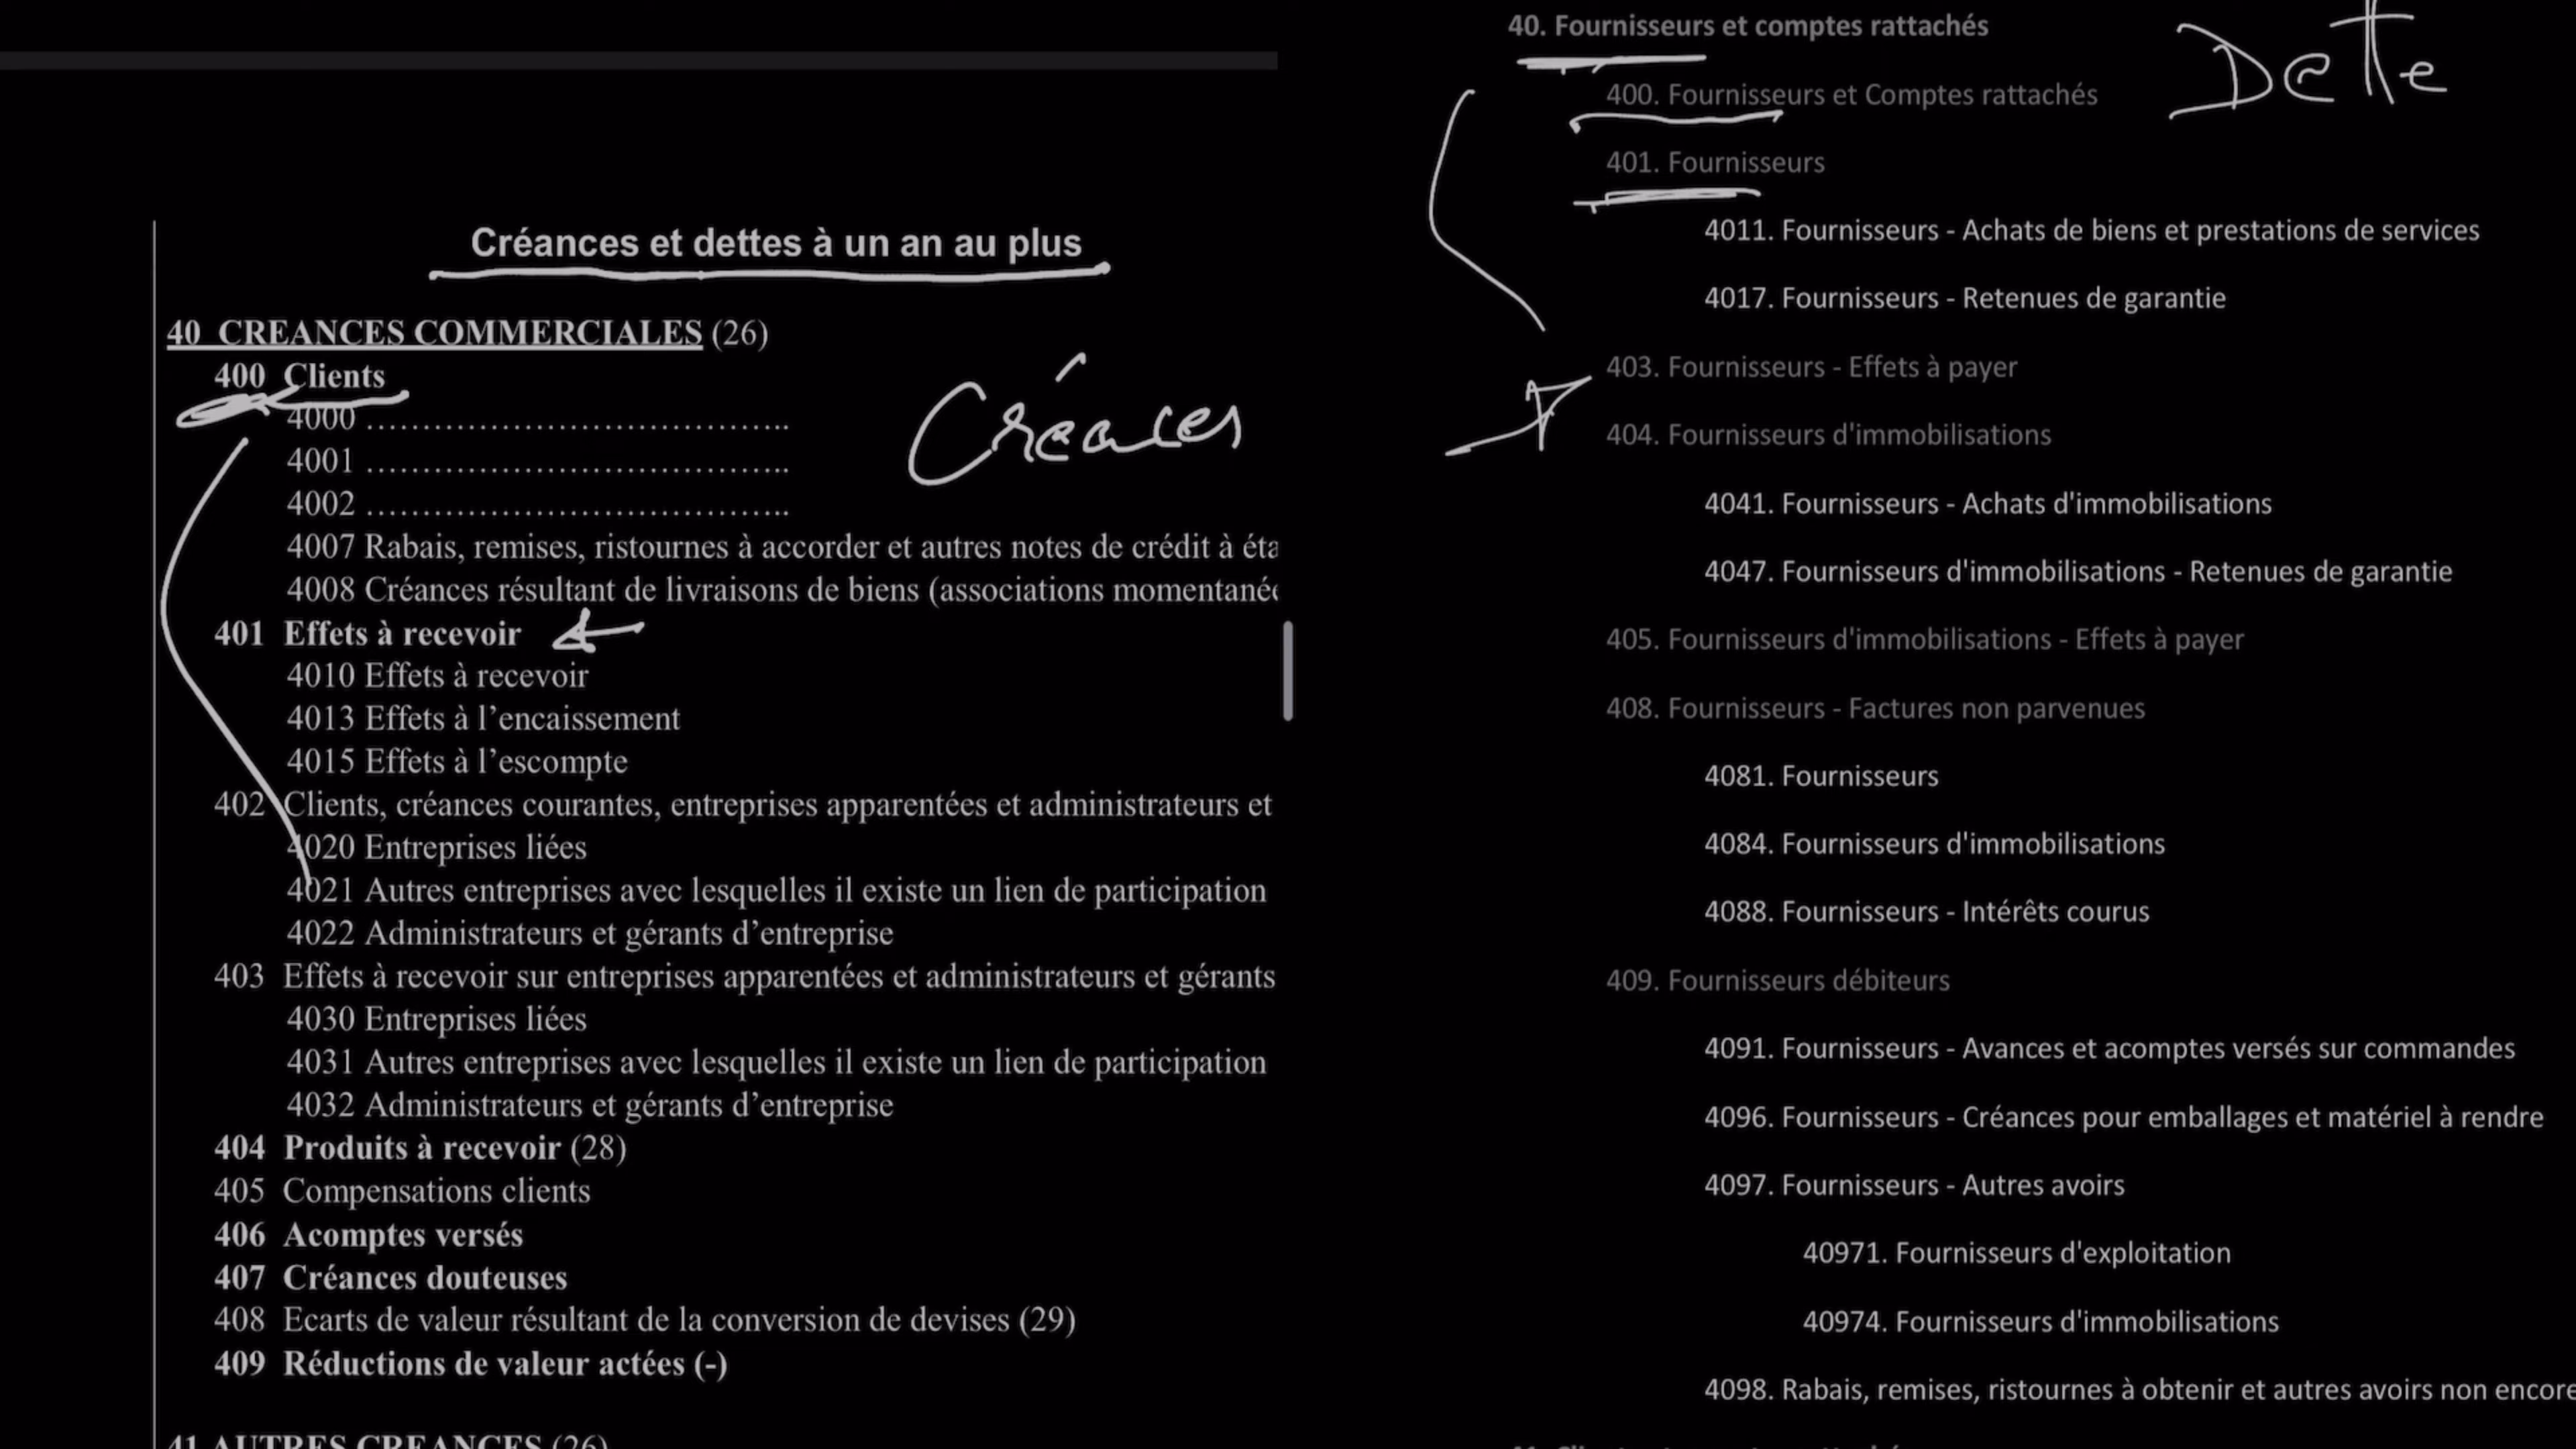 Créances et dettes à un an au plus
40 CREANCES COMMERCIALES (26)
400 Clients
4000 ......................................
4001 ......................................
4002 ......................................
Créances
4007 Rabais, remises, ristournes à accorder et autres notes de crédit à
4008 Créances résultant de livraisons de biens (associations
401 Effets à recevoir
4010 Effets à recevoir
4013 Effets à l’encaissement
4015 Effets à l’escompte
402 Clients, créances courantes, entreprises apparentées et administrateurs et
4020 Entreprises liées
4021 Autres entreprises avec lesquelles il existe un lien de participation
4022 Administrateurs et gérants d’entreprise
403 Effets à recevoir sur entreprises apparentées et administrateurs et gérants
4030 Entreprises liées
4031 Autres entreprises avec lesquelles il existe un lien de participation
4032 Administrateurs et gérants d’entreprise
404 Produits à recevoir (28)
405 Compensations clients
406 Acomptes versés
407 Créances douteuses
408 Ecarts de valeur résultant de la conversion de devises (29)
409 Réductions de valeur actées (-)
41 AUTRES CREANCES (26)
40. Fournisseurs et comptes rattachés
Dette
400. Fournisseurs et Comptes rattachés
401. Fournisseurs
4011. Fournisseurs - Achats de biens et prestations de services
4017. Fournisseurs - Retenues de garantie
403. Fournisseurs - Effets à payer
404. Fournisseurs d'immobilisations
4041. Fournisseurs - Achats d'immobilisations
4047. Fournisseurs d'immobilisations - Retenues de garantie
405. Fournisseurs d'immobilisations - Effets à payer
408. Fournisseurs - Factures non parvenues
4081. Fournisseurs
4084. Fournisseurs d'immobilisations
4088. Fournisseurs - Intérêts courus
409. Fournisseurs débiteurs
4091. Fournisseurs - Avances et acomptes versés sur commandes
4096. Fournisseurs - Créances pour emballages et matériel à rendre
4097. Fournisseurs - Autres avoirs
40971. Fournisseurs d'exploitation
40974. Fournisseurs d'immobilisations
4098. Rabais, remises, ristournes à obtenir et autres avoirs non encore